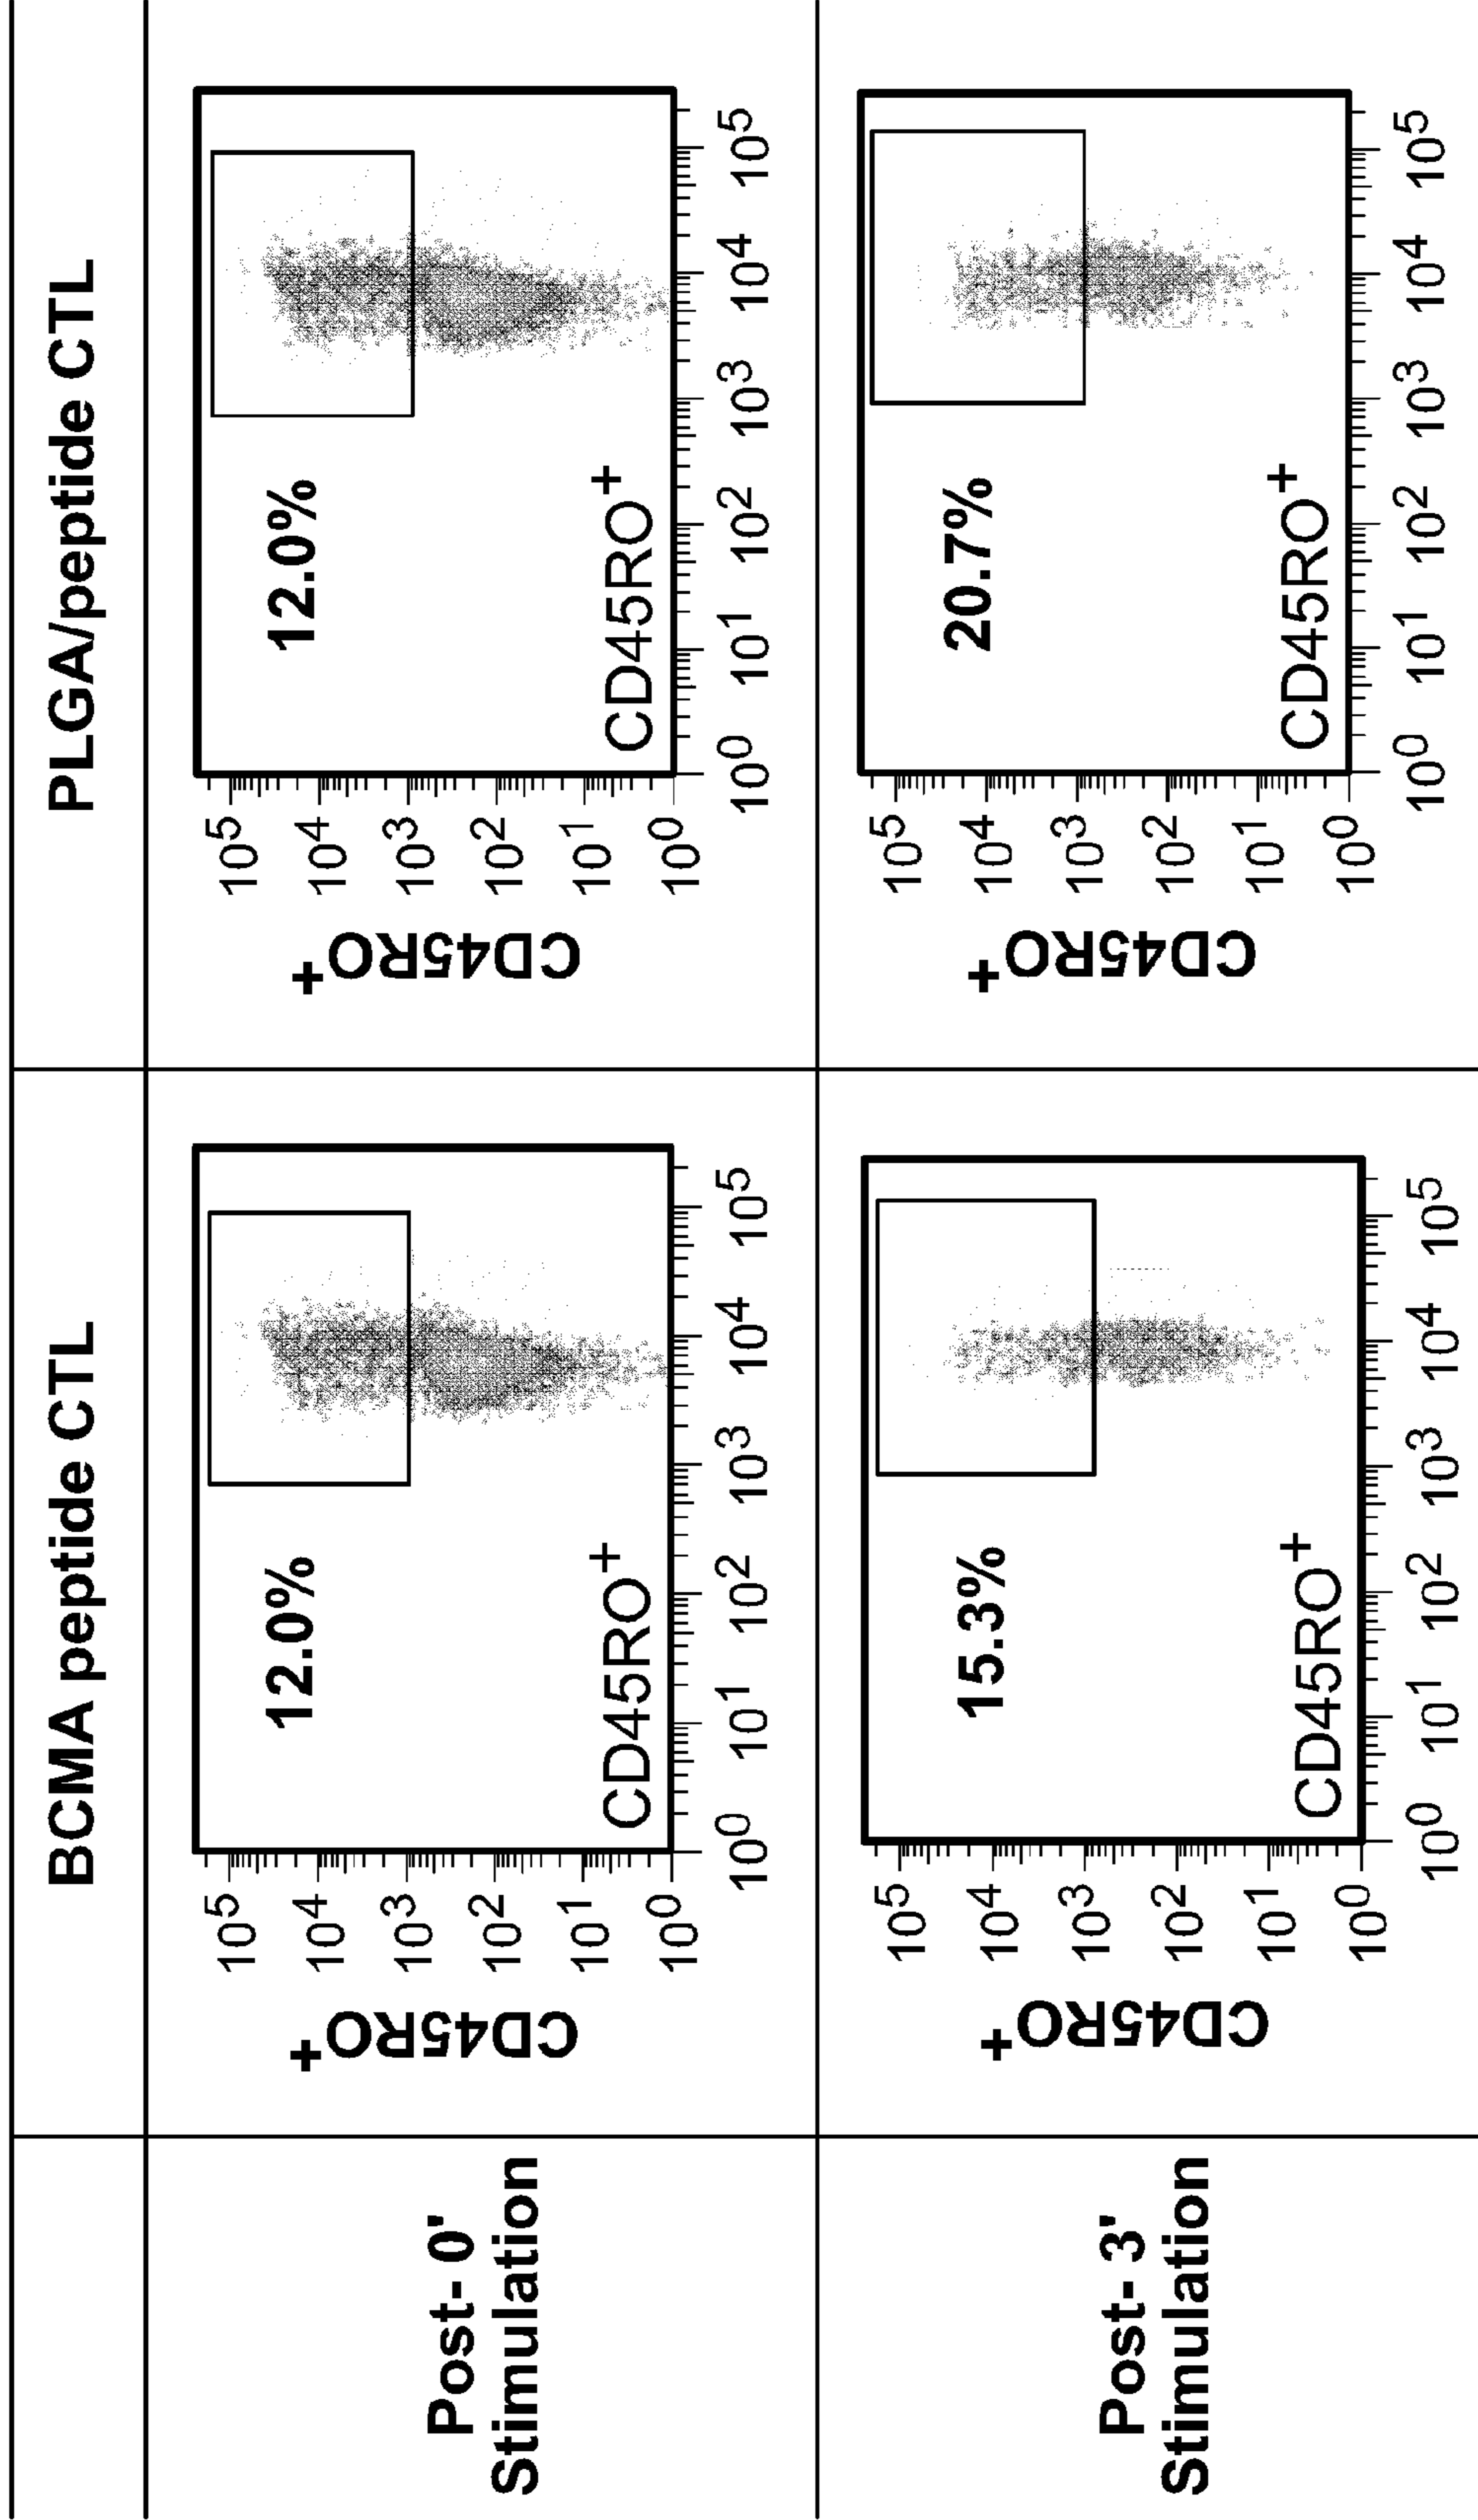 BCMA peptide CTL
PLGA/peptide CTL
Post- 0'
Stimulation
CD45RO+
10^5
10^4
10^3
10^2
10^1
10^0
12.0%
CD45RO+
10^0 10^1 10^2 10^3 10^4 10^5
CD45RO+
10^5
10^4
10^3
10^2
10^1
10^0
12.0%
CD45RO+
10^0 10^1 10^2 10^3 10^4 10^5
Post- 3'
Stimulation
CD45RO+
10^5
10^4
10^3
10^2
10^1
10^0
15.3%
CD45RO+
10^0 10^1 10^2 10^3 10^4 10^5
CD45RO+
10^5
10^4
10^3
10^2
10^1
10^0
20.7%
CD45RO+
10^0 10^1 10^2 10^3 10^4 10^5